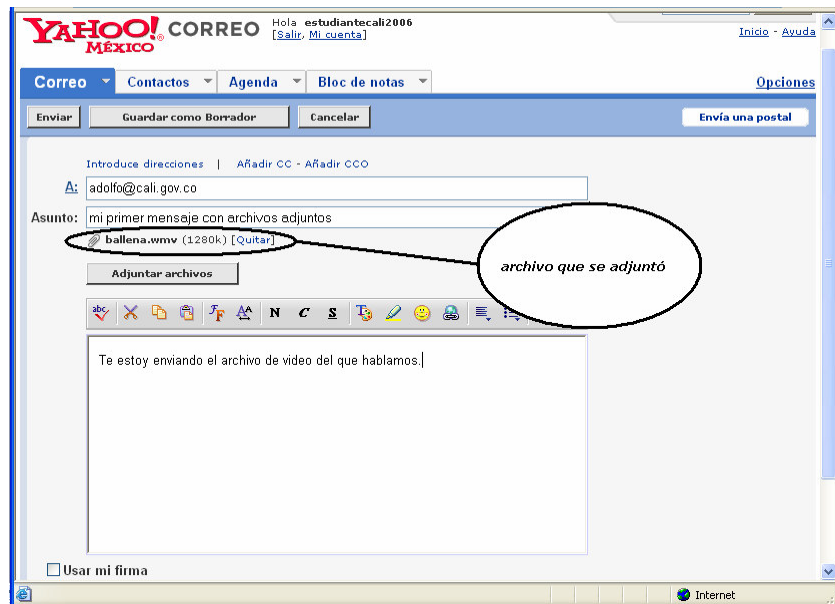 YAHOO! CORREO
MÉXICO
Hola estudiantecali2006
[Salir, Mi cuenta]
Inicio - Ayuda
Correo Contactos Agenda Bloc de notas Opciones
Enviar Guardar como Borrador Cancelar Envía una postal
Introduce direcciones | Añadir CC - Añadir CCO
A: adolfo@cali.gov.co
Asunto: mi primer mensaje con archivos adjuntos
ballena.wmv (1280k) [Quitar]
archivo que se adjuntó
Adjuntar archivos
Te estoy enviando el archivo de video del que hablamos.
Usar mi firma
Internet